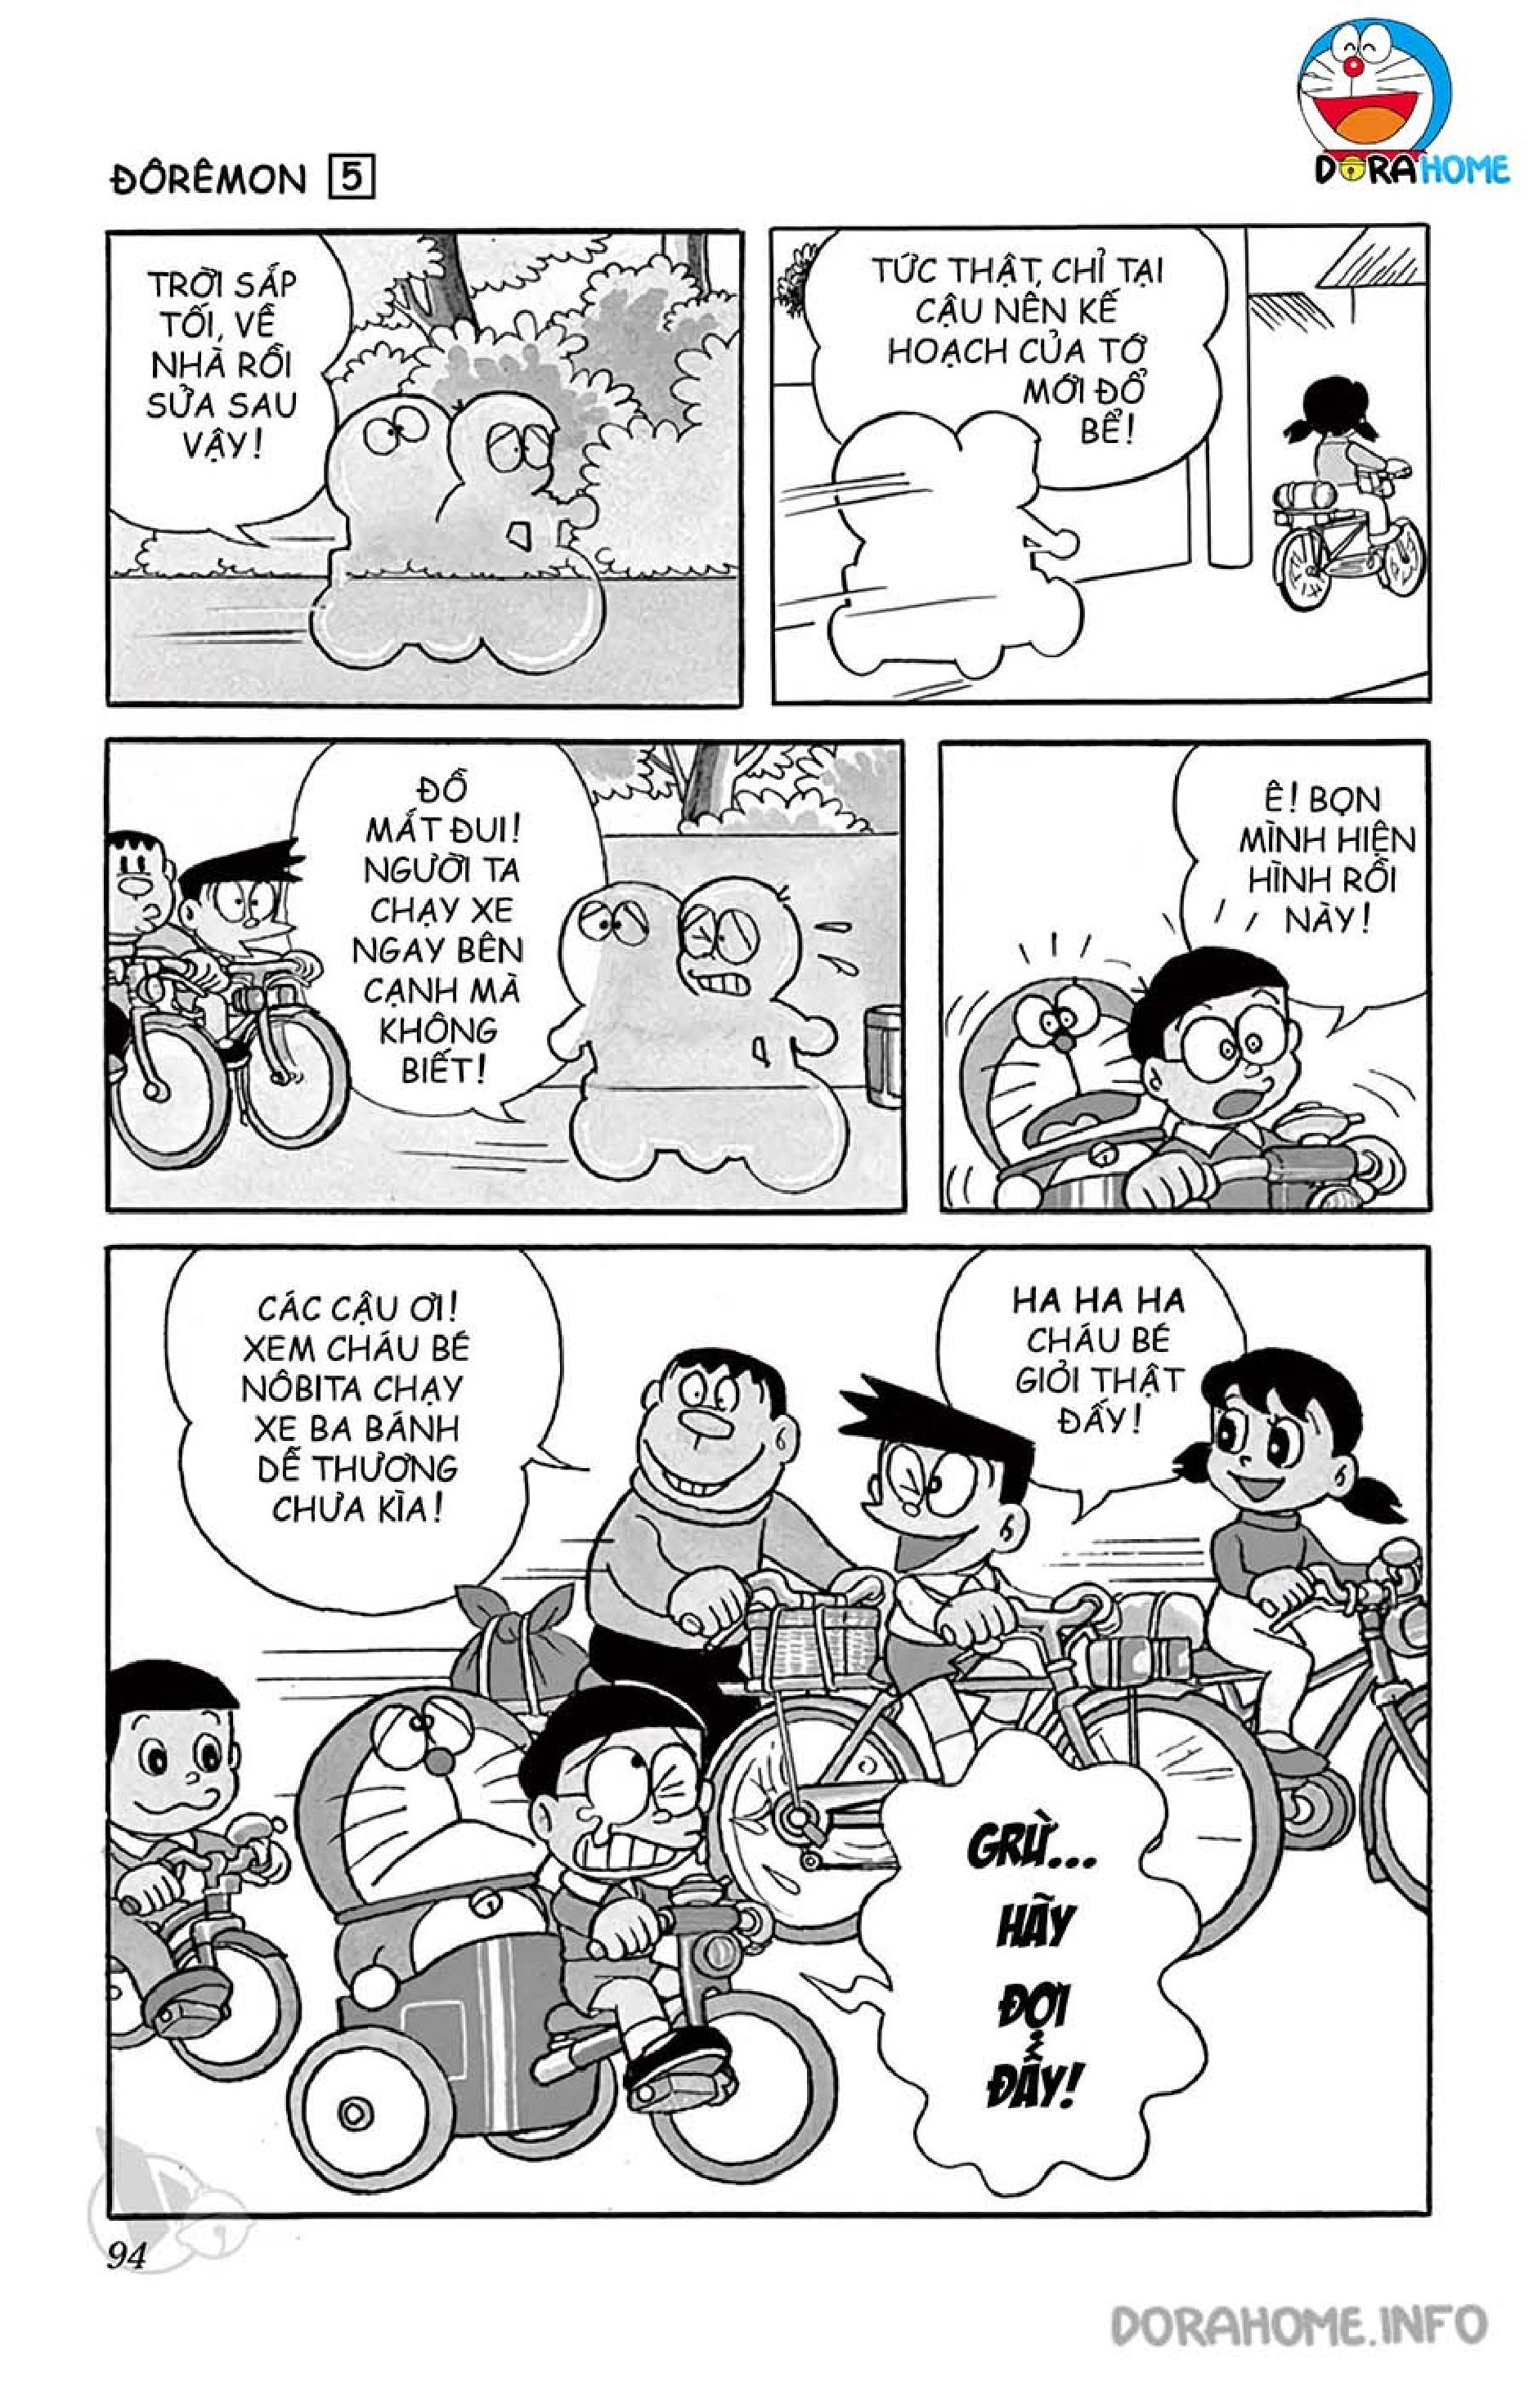 DORAHOME
ĐÔRÊMON 5
TRỜI SẮP
TỐI, VỀ
NHÀ RỒI
SỬA SAU
VẬY!
TỨC THẬT, CHỈ TẠI
CẬU NÊN KẾ
HOẠCH CỦA TỚ
MỚI ĐỔ
BỂ!
ĐỒ
MẮT ĐUI!
NGƯỜI TA
CHẠY XE
NGAY BÊN
CẠNH MÀ
KHÔNG
BIẾT!
Ê! BỌN
MÌNH HIỆN
HÌNH RỒI
NÀY!
CÁC CẬU ƠI!
XEM CHÁU BÉ
NÔBITA CHẠY
XE BA BÁNH
DỄ THƯƠNG
CHƯA KÌA!
HA HA HA
CHÁU BÉ
GIỎI THẬT
ĐẤY!
GRỪ...
HÃY
ĐỢI
ĐẤY!
94
DORAHOME.INFO